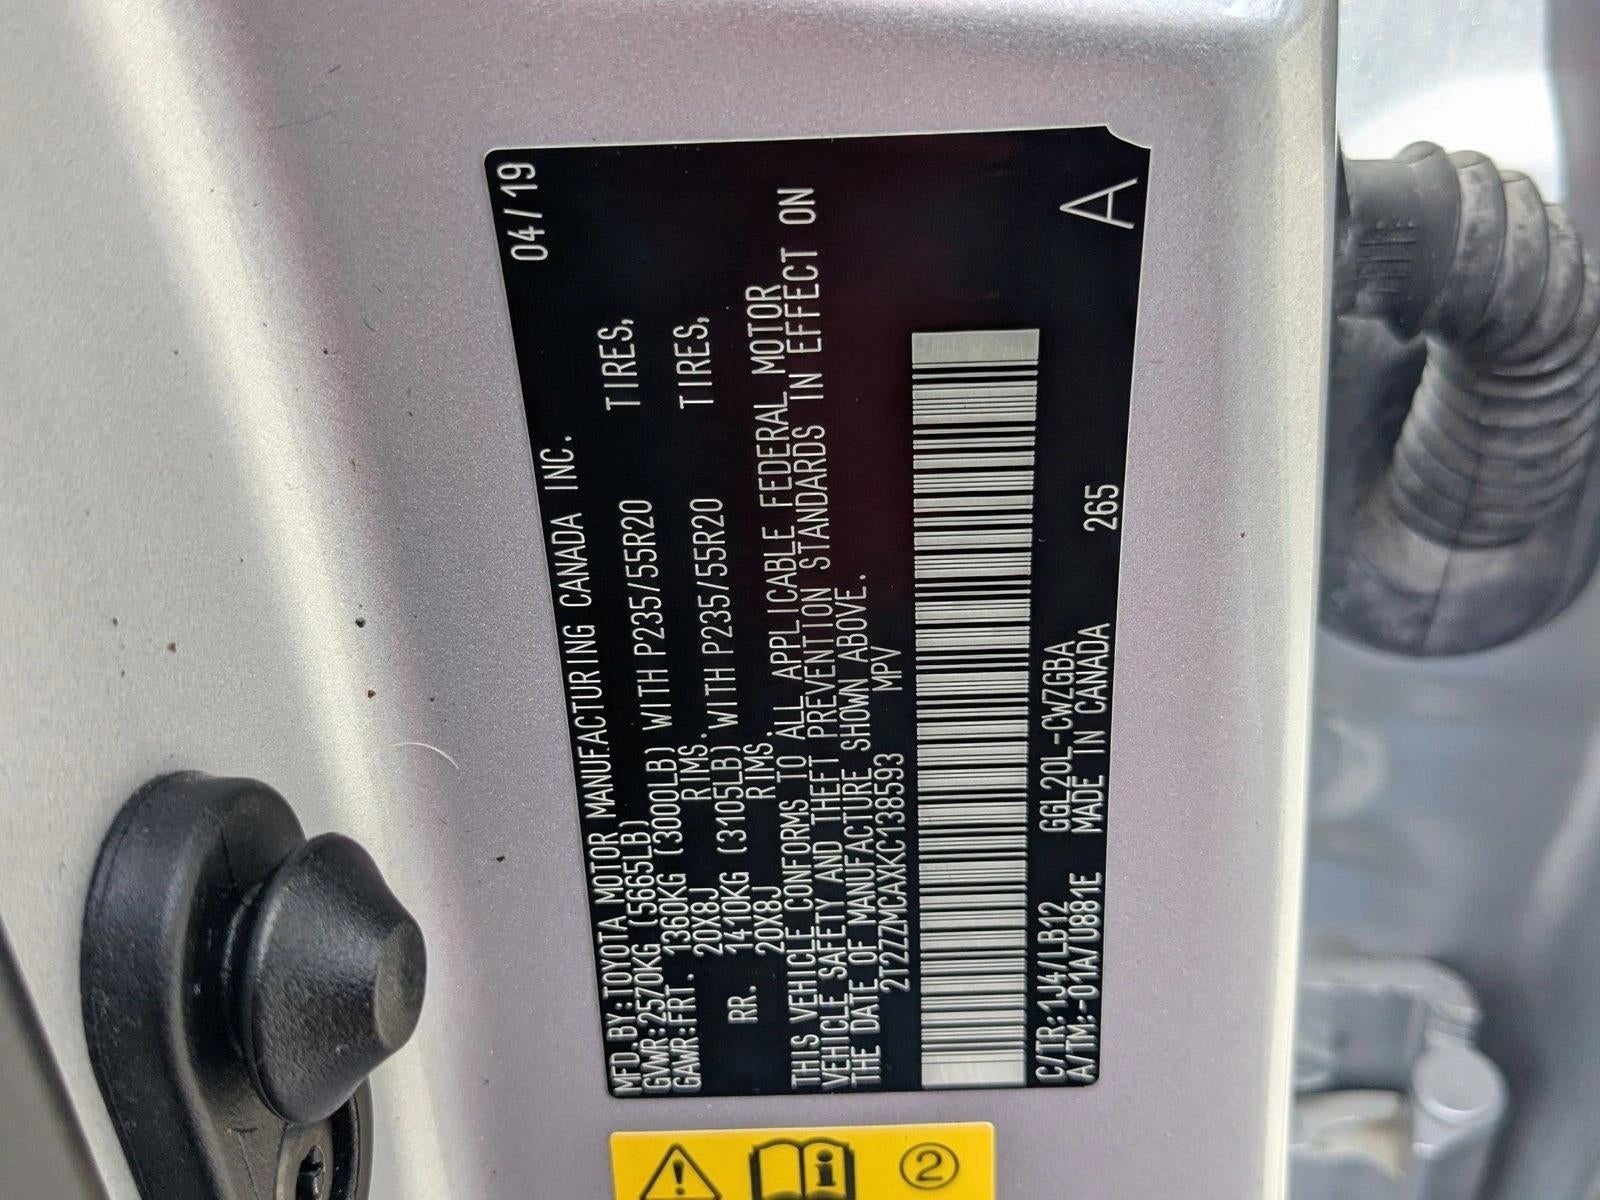 MFD.BY:TOYOTA MOTOR MANUFACTURING CANADA INC. 04/19
GVWR:2570KG (5665LB)
GAWR:FRT. 1360KG (3000LB) WITH P235/55R20 TIRES,
20X8J RIMS,
RR. 1410KG (3105LB) WITH P235/55R20 TIRES,
20X8J RIMS.
THIS VEHICLE CONFORMS TO ALL APPLICABLE FEDERAL MOTOR
VEHICLE SAFETY AND THEFT PREVENTION STANDARDS IN EFFECT ON
THE DATE OF MANUFACTURE SHOWN ABOVE.
2T2ZZMCAXKC138593 MPV
C/TR:1J4/LB12 GGL20L-CWZGBA
A/TM:-01A/U881E MADE IN CANADA 265 A
2